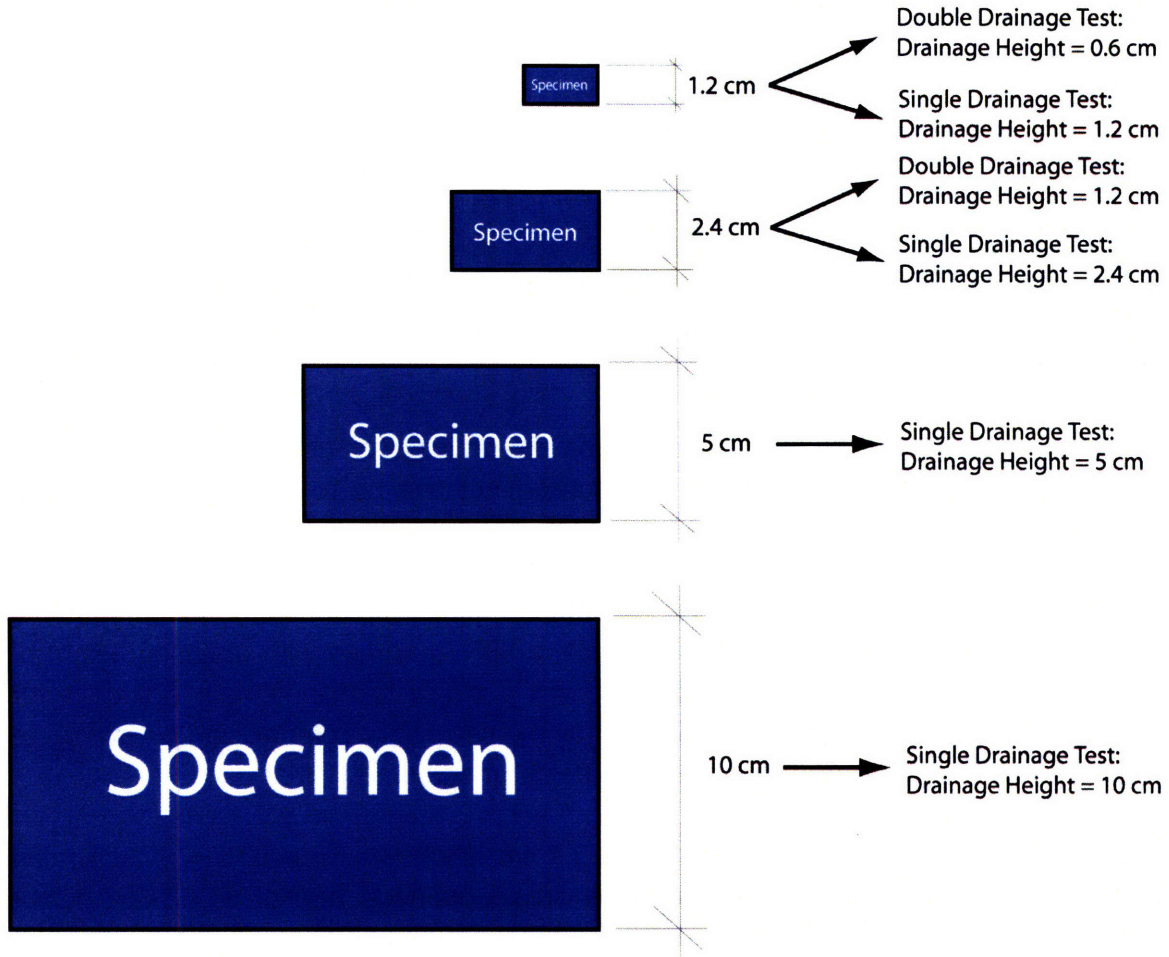 Double Drainage Test:
Drainage Height = 0.6 cm
Specimen
1.2 cm
Single Drainage Test:
Drainage Height = 1.2 cm
Double Drainage Test:
Drainage Height = 1.2 cm
Specimen
2.4 cm
Single Drainage Test:
Drainage Height = 2.4 cm
Specimen
5 cm
Single Drainage Test:
Drainage Height = 5 cm
Specimen
10 cm
Single Drainage Test:
Drainage Height = 10 cm